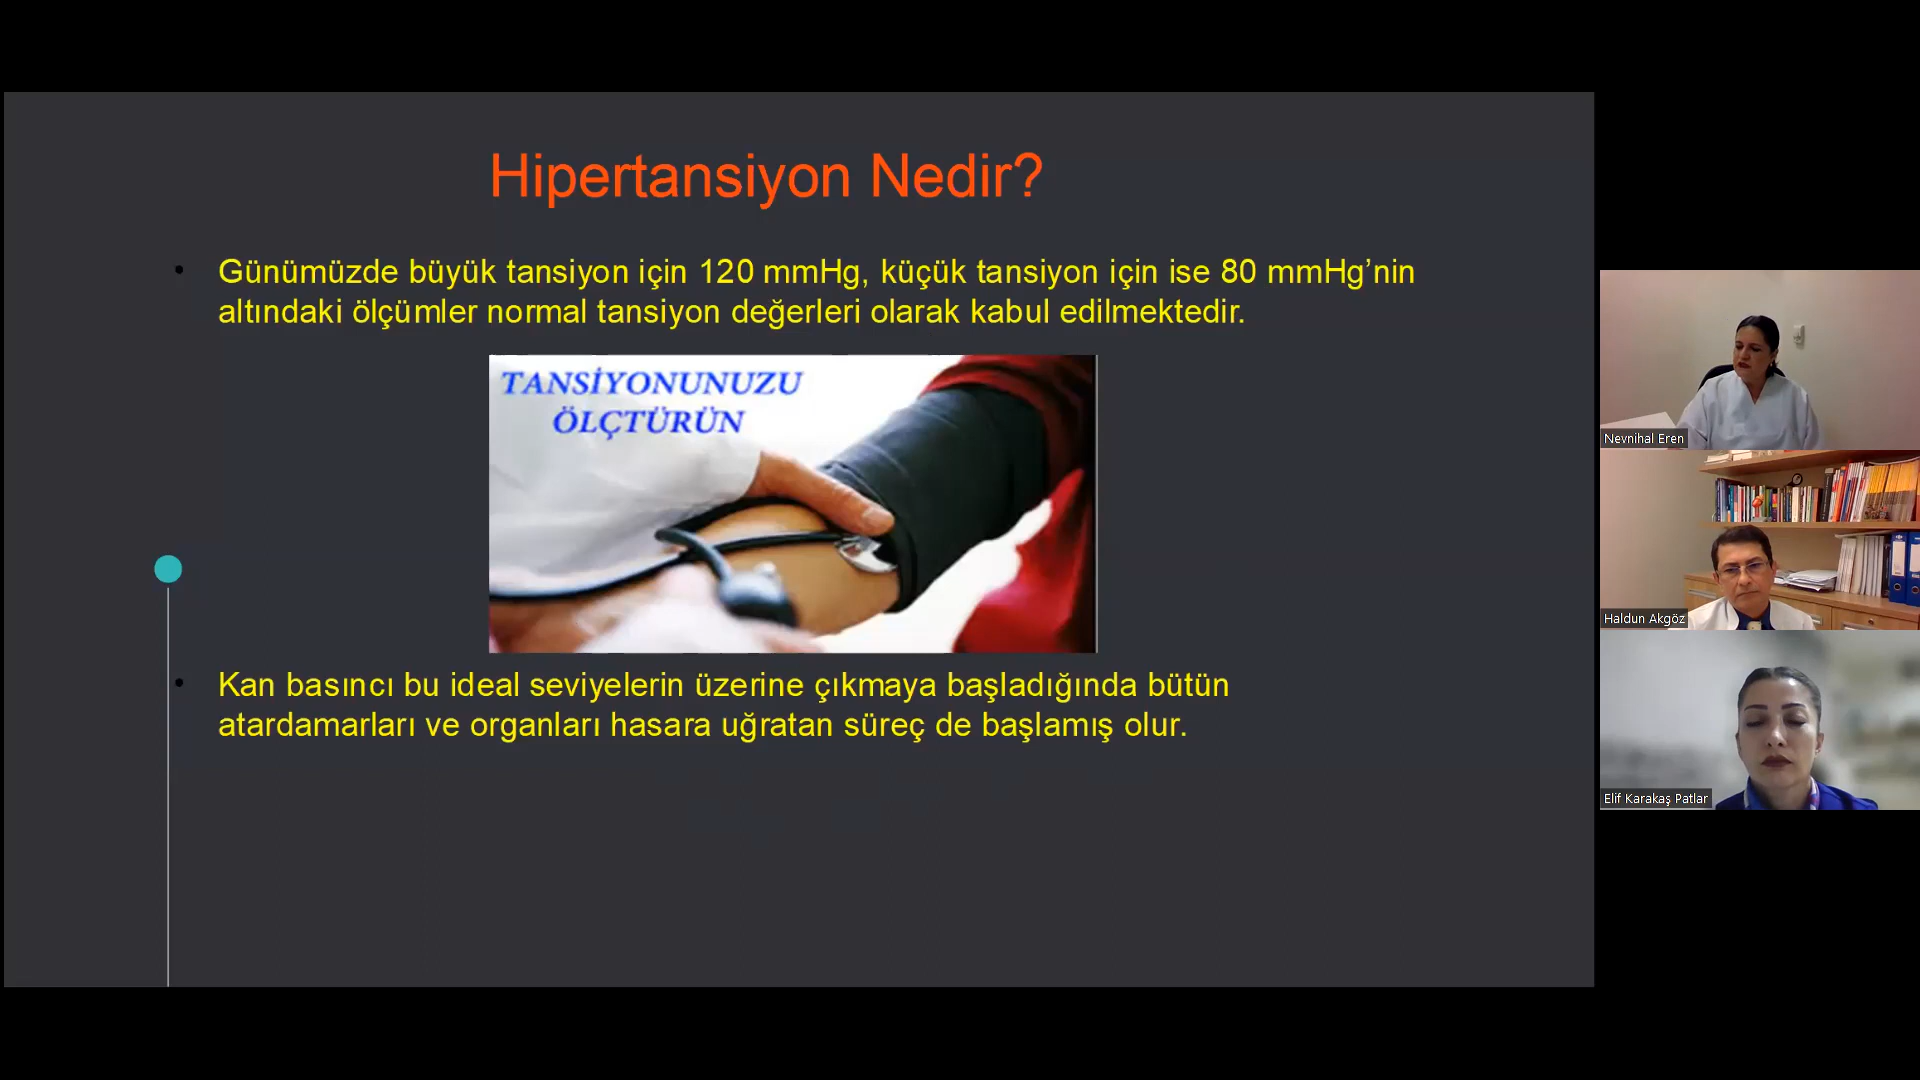 Hipertansiyon Nedir?
Günümüzde büyük tansiyon için 120 mmHg, küçük tansiyon için ise 80 mmHg’nin
altındaki ölçümler normal tansiyon değerleri olarak kabul edilmektedir.
TANSİYONUNUZU
ÖLÇTÜRÜN
Kan basıncı bu ideal seviyelerin üzerine çıkmaya başladığında bütün
atardamarları ve organları hasara uğratan süreç de başlamış olur.
Nevnihal Eren
Haldun Akgöz
Elif Karakaş Patlar